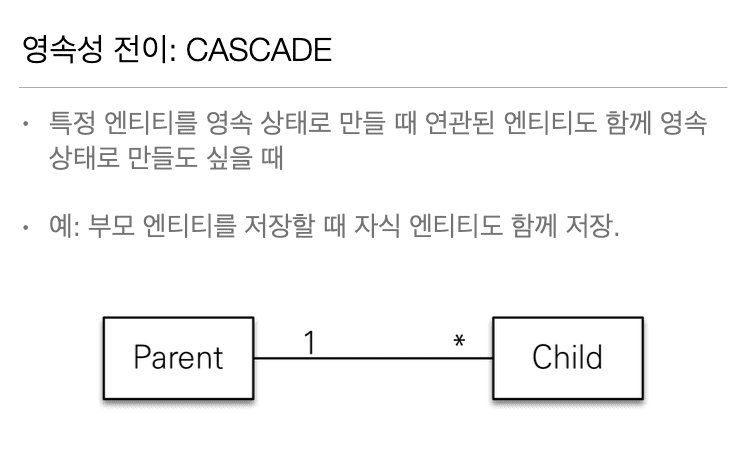 영속성 전이: CASCADE
• 특정 엔티티를 영속 상태로 만들 때 연관된 엔티티도 함께 영속
상태로 만들도 싶을 때
• 예: 부모 엔티티를 저장할 때 자식 엔티티도 함께 저장.
Parent 1 * Child